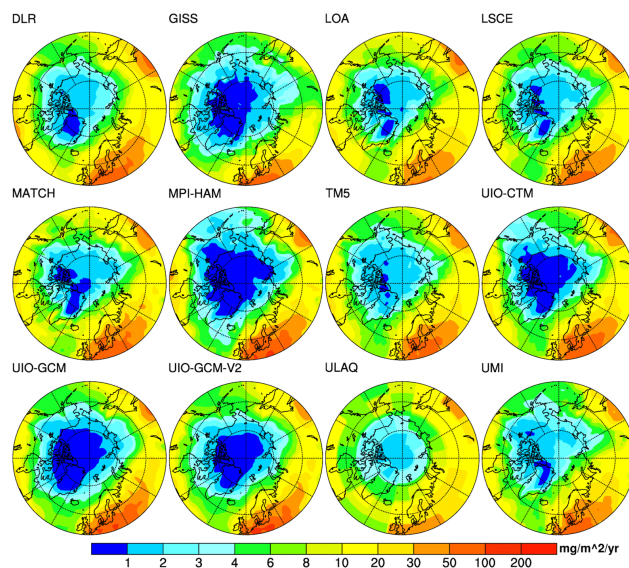 DLR GISS LOA LSCE
MATCH MPI-HAM TM5 UIO-CTM
UIO-GCM UIO-GCM-V2 ULAQ UMI
mg/m^2/yr
1 2 3 4 6 8 10 20 30 50 100 200